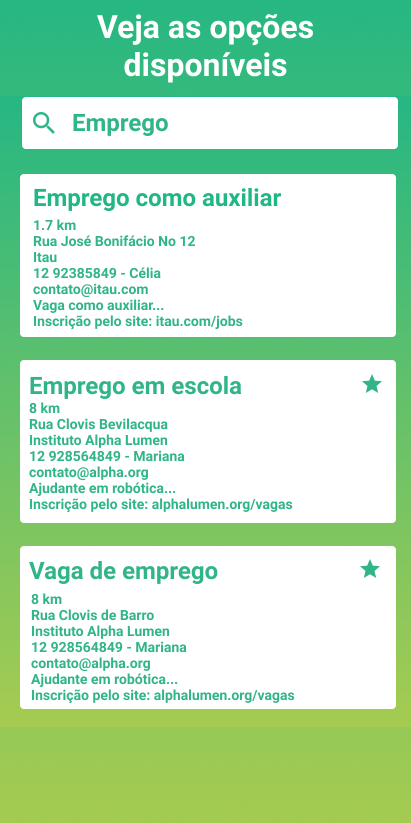 Veja as opções
disponíveis
Emprego
Emprego como auxiliar
1.7 km
Rua José Bonifácio No 12
Itau
12 92385849 - Célia
contato@itau.com
Vaga como auxiliar...
Inscrição pelo site: itau.com/jobs
Emprego em escola
8 km
Rua Clovis Bevilacqua
Instituto Alpha Lumen
12 928564849 - Mariana
contato@alpha.org
Ajudante em robótica...
Inscrição pelo site: alphalumen.org/vagas
Vaga de emprego
8 km
Rua Clovis de Barro
Instituto Alpha Lumen
12 928564849 - Mariana
contato@alpha.org
Ajudante em robótica...
Inscrição pelo site: alphalumen.org/vagas